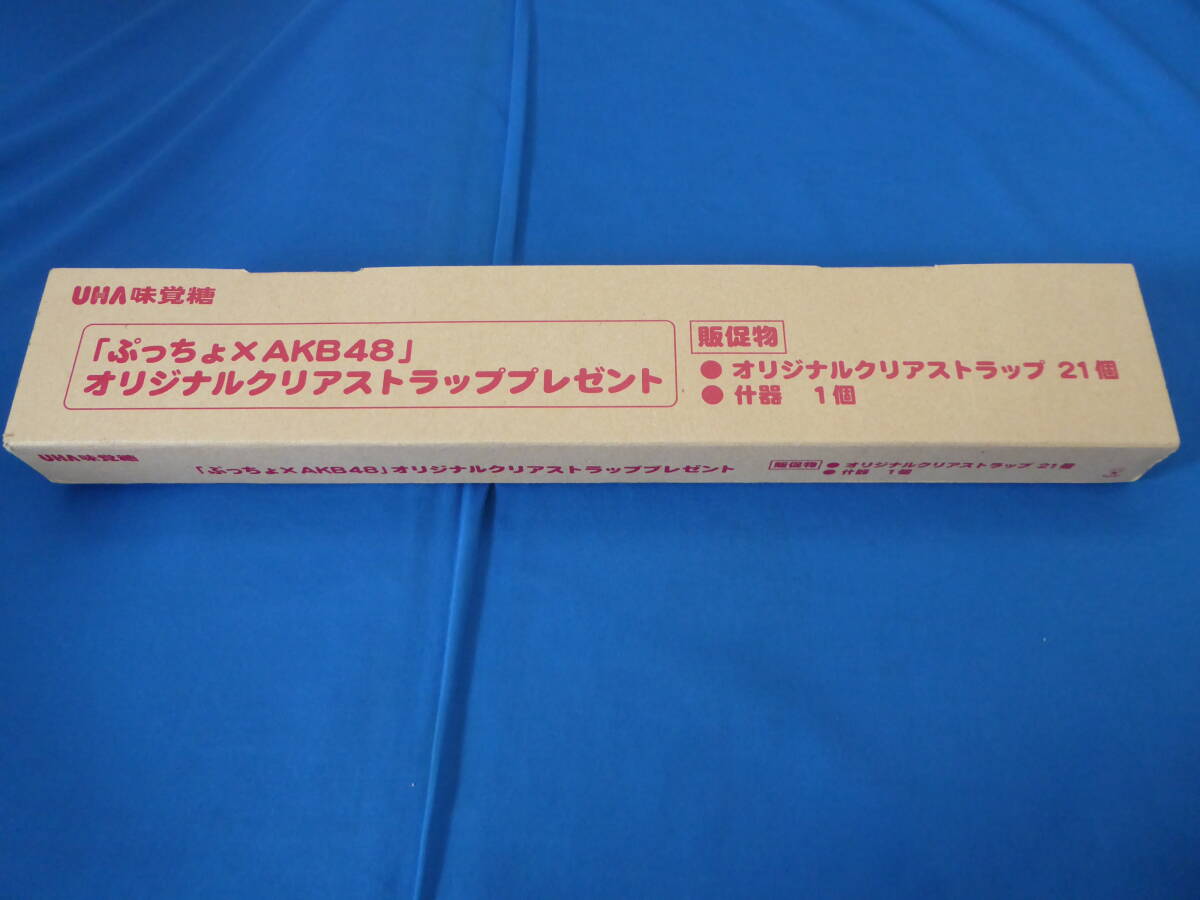 UHA味覚糖
「ぷっちょ×AKB48」
オリジナルクリアストラッププレゼント
販促物
● オリジナルクリアストラップ 21個
● 什器 1個
UHA味覚糖
「ぷっちょ×AKB48」オリジナルクリアストラッププレゼント
販促物
● オリジナルクリアストラップ 21個
● 什器 1個